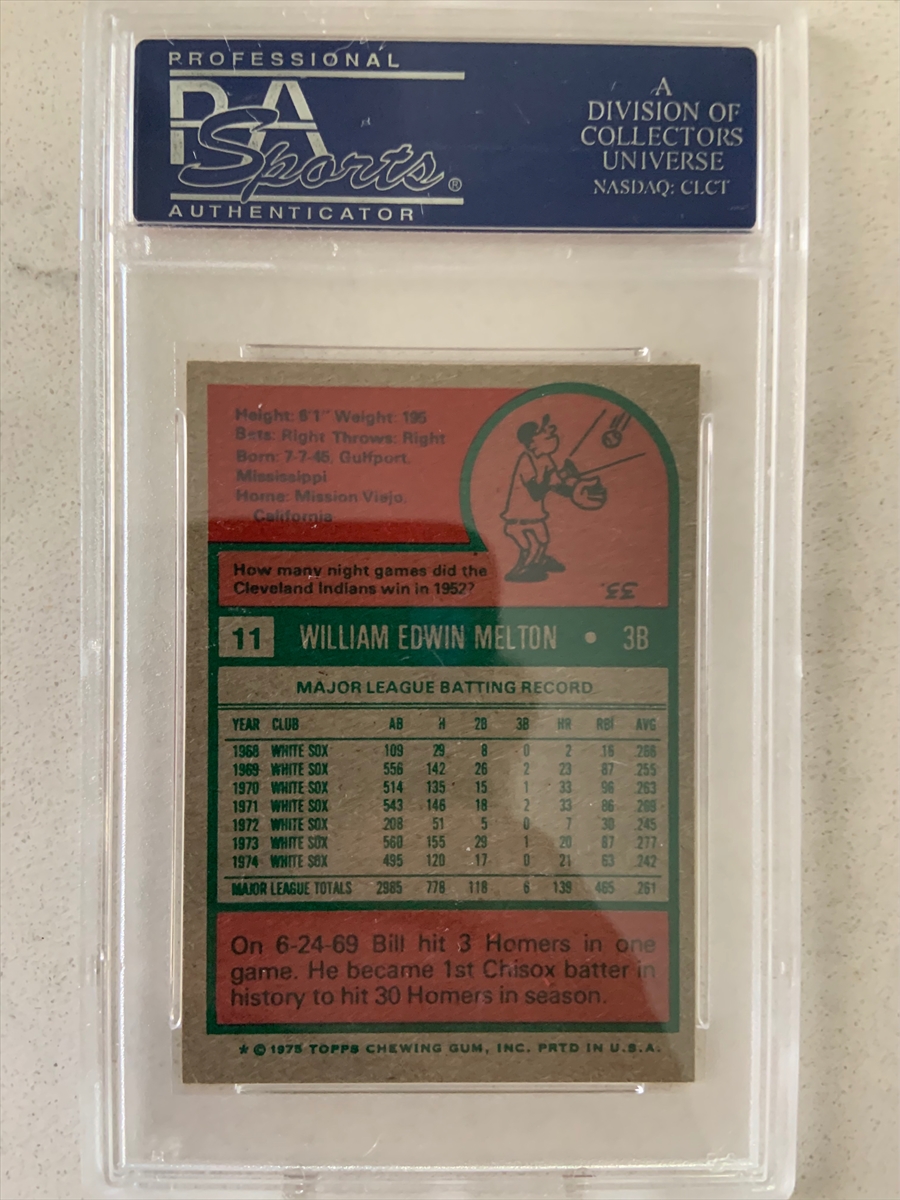 PROFESSIONAL
PSA
Sports®
AUTHENTICATOR
A
DIVISION OF
COLLECTORS
UNIVERSE
NASDAQ: CLCT
Height: 6'1" Weight: 195
Bats: Right Throws: Right
Born: 7-7-45, Gulfport,
Mississippi
Home: Mission Viejo,
California
How many night games did the
Cleveland Indians win in 1952?
33.
11 WILLIAM EDWIN MELTON • 3B
MAJOR LEAGUE BATTING RECORD
YEAR CLUB AB H 2B 3B HR RBI AVG
1968 WHITE SOX 109 29 8 0 2 16 .266
1969 WHITE SOX 556 142 26 2 23 87 .255
1970 WHITE SOX 514 135 15 1 33 96 .263
1971 WHITE SOX 543 146 18 2 33 86 .269
1972 WHITE SOX 208 51 5 0 7 30 .245
1973 WHITE SOX 560 155 29 1 20 87 .277
1974 WHITE SOX 495 120 17 0 21 63 .242
MAJOR LEAGUE TOTALS 2985 778 118 6 139 465 .261
On 6-24-69 Bill hit 3 Homers in one
game. He became 1st Chisox batter in
history to hit 30 Homers in season.
★ © 1975 TOPPS CHEWING GUM, INC. PRTD IN U.S.A.